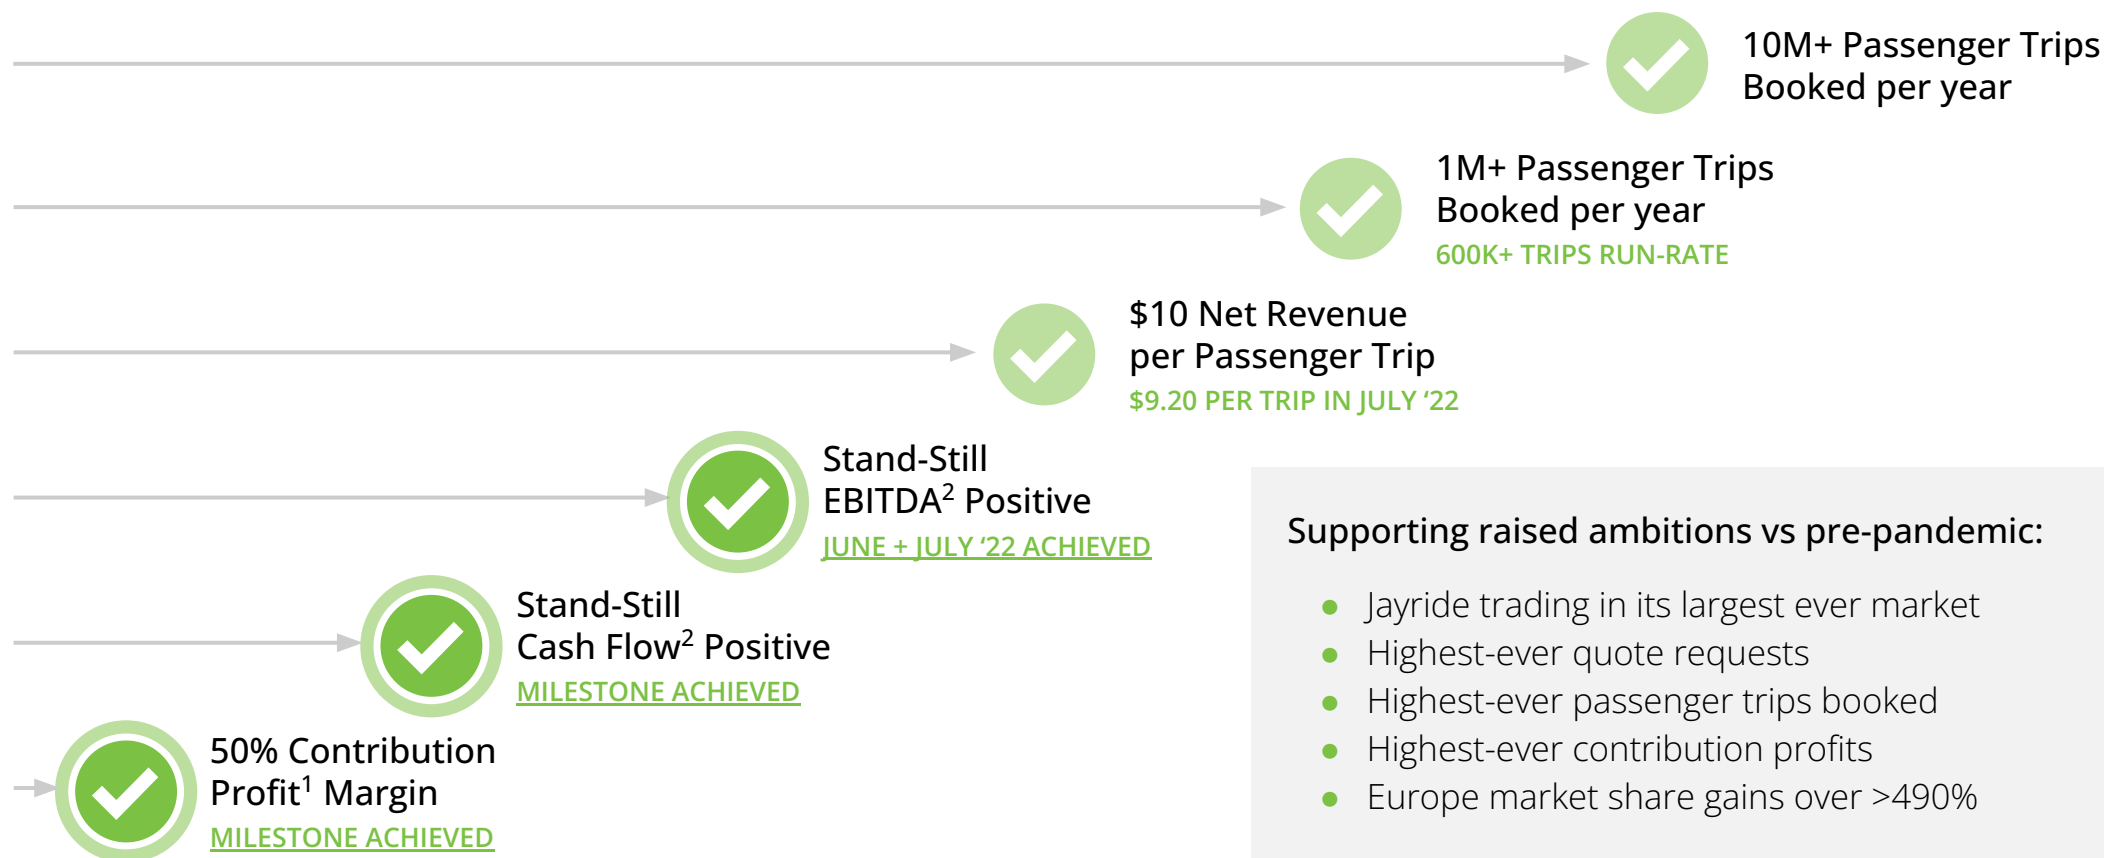 10M+ Passenger Trips
Booked per year
1M+ Passenger Trips
Booked per year
600K+ TRIPS RUN-RATE
$10 Net Revenue
per Passenger Trip
$9.20 PER TRIP IN JULY ‘22
Stand-Still
EBITDA² Positive
JUNE + JULY ‘22 ACHIEVED
Stand-Still
Cash Flow² Positive
MILESTONE ACHIEVED
50% Contribution
Profit¹ Margin
MILESTONE ACHIEVED
Supporting raised ambitions vs pre-pandemic:
● Jayride trading in its largest ever market
● Highest-ever quote requests
● Highest-ever passenger trips booked
● Highest-ever contribution profits
● Europe market share gains over >490%